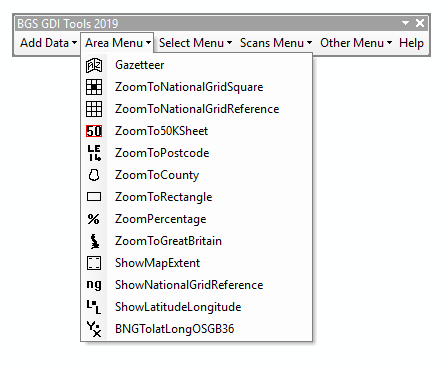 BGS GDI Tools 2019
Add Data Area Menu Select Menu Scans Menu Other Menu Help
Gazetteer
ZoomToNationalGridSquare
ZoomToNationalGridReference
50 ZoomTo50KSheet
LE ZoomToPostcode
ZoomToCounty
ZoomToRectangle
% ZoomPercentage
ZoomToGreatBritain
ShowMapExtent
ng ShowNationalGridReference
L L ShowLatitudeLongitude
Y X BNGTolatLongOSGB36